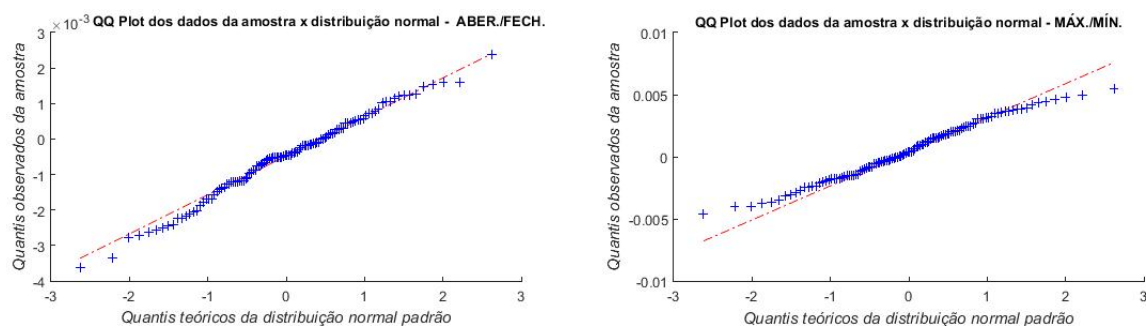 QQ Plot dos dados da amostra x distribuição normal - ABER./FECH.
×10⁻³
3
2
1
0
-1
-2
-3
-4
Quantis observados da amostra
-3 -2 -1 0 1 2 3
Quantis teóricos da distribuição normal padrão
QQ Plot dos dados da amostra x distribuição normal - MÁX./MÍN.
0.01
0.005
0
-0.005
-0.01
Quantis observados da amostra
-3 -2 -1 0 1 2 3
Quantis teóricos da distribuição normal padrão